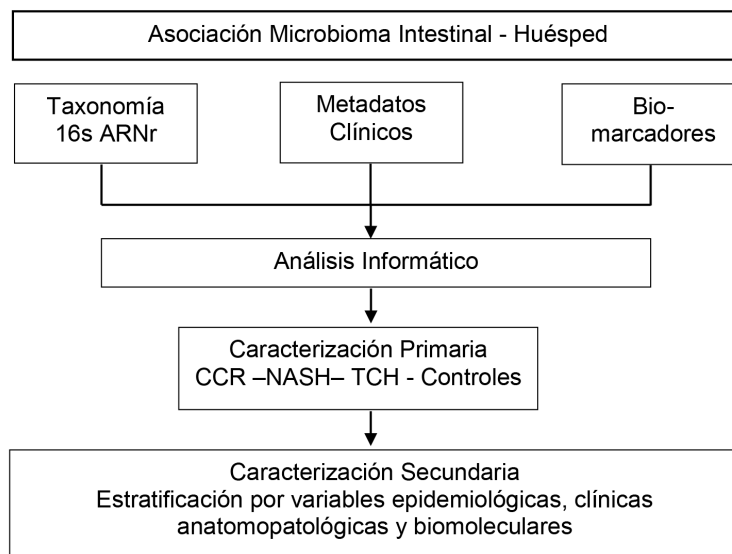 Asociación Microbioma Intestinal - Huésped
Taxonomía
16s ARNr
Metadatos
Clínicos
Bio-
marcadores
Análisis Informático
Caracterización Primaria
CCR –NASH– TCH - Controles
Caracterización Secundaria
Estratificación por variables epidemiológicas, clínicas
anatomopatológicas y biomoleculares